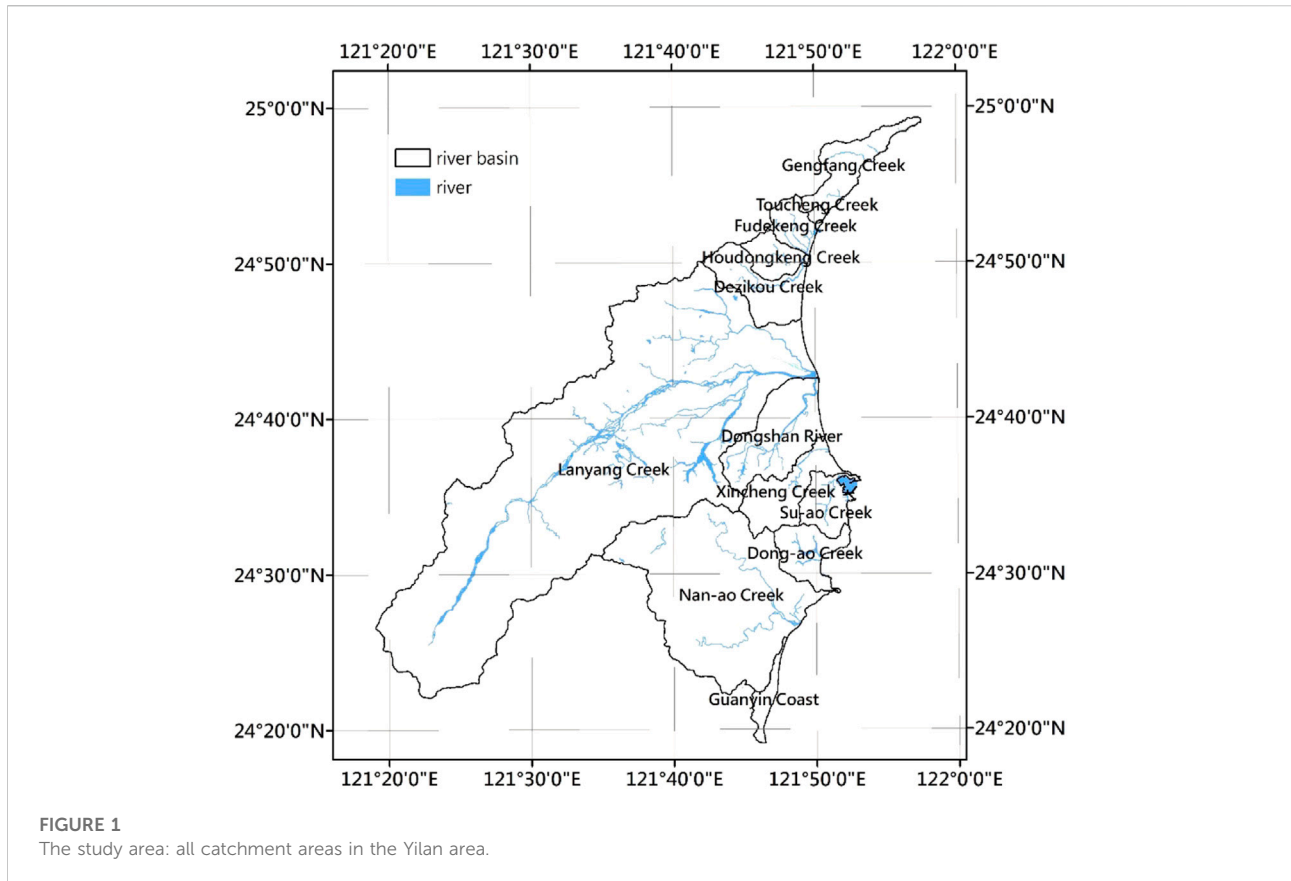 121°20'0"E 121°30'0"E 121°40'0"E 121°50'0"E 122°0'0"E
25°0'0"N
25°0'0"N
river basin
river
Gengfang Creek
Toucheng Creek
Fudekeng Creek
Houdongkeng Creek
24°50'0"N
24°50'0"N
Dezikou Creek
24°40'0"N
24°40'0"N
Dongshan River
Lanyang Creek
Xincheng Creek
Su-ao Creek
Dong-ao Creek
24°30'0"N
24°30'0"N
Nan-ao Creek
Guanyin Coast
24°20'0"N
24°20'0"N
121°20'0"E 121°30'0"E 121°40'0"E 121°50'0"E 122°0'0"E
FIGURE 1
The study area: all catchment areas in the Yilan area.